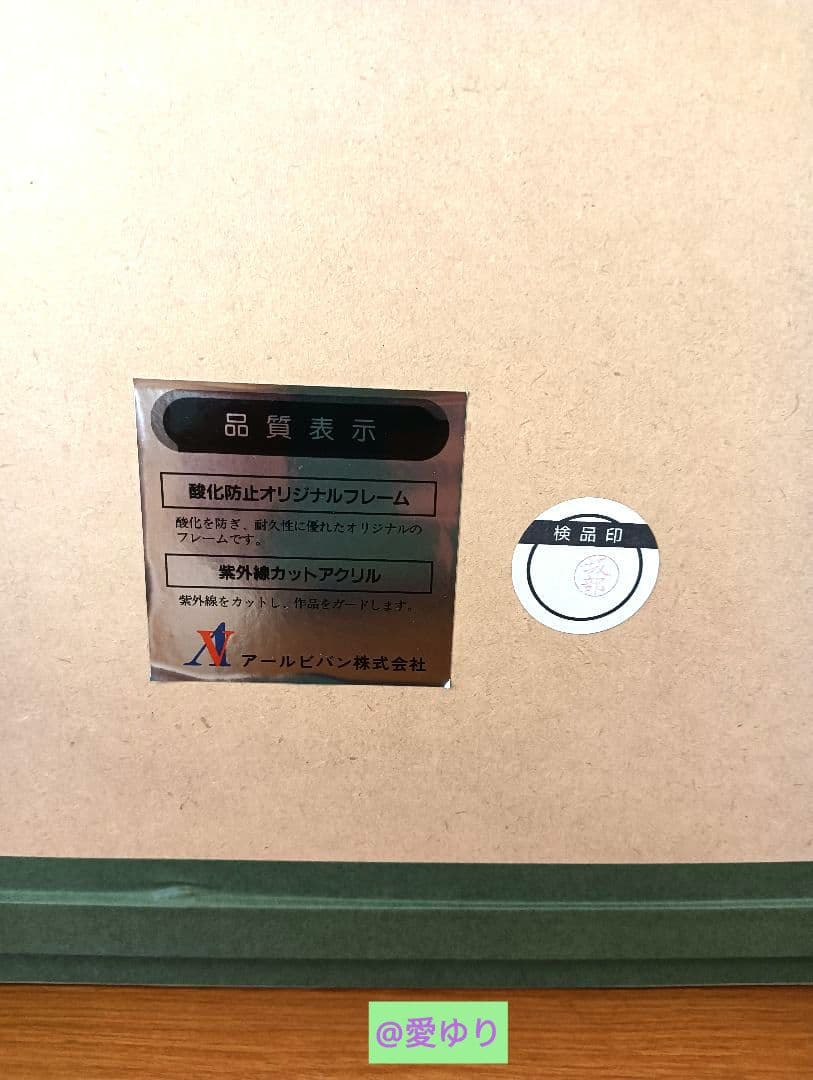 品質表示
酸化防止オリジナルフレーム
酸化を防ぎ、耐久性に優れたオリジナルの
フレームです。
紫外線カットアクリル
紫外線をカットし、作品をガードします。
アールビバン株式会社
検品印
坂部
@愛ゆり